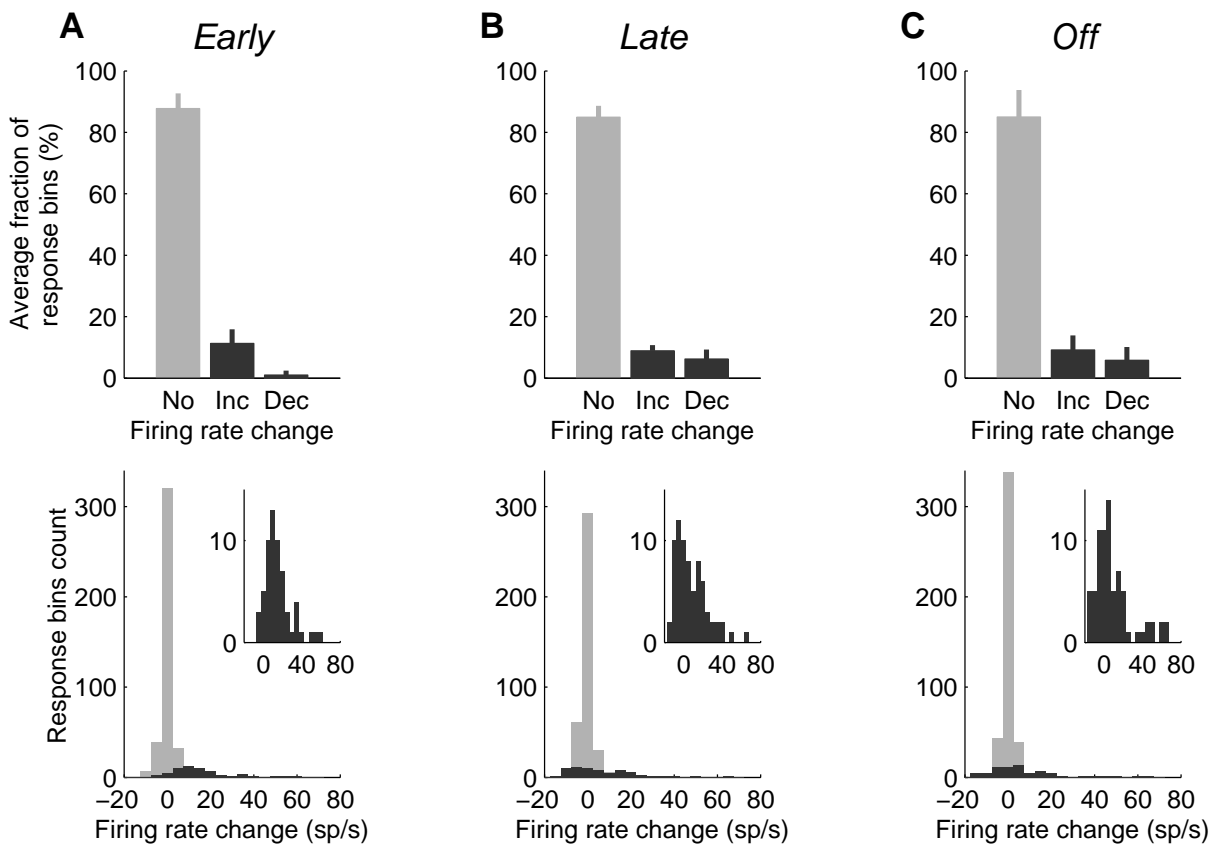 A Early
B Late
C Off
Average fraction of
response bins (%)
100
80
60
40
20
0
No Inc Dec
Firing rate change
100
80
60
40
20
0
No Inc Dec
Firing rate change
100
80
60
40
20
0
No Inc Dec
Firing rate change
Response bins count
300
200
100
0
−20 0 20 40 60 80
Firing rate change (sp/s)
10
0
0 40 80
300
200
100
0
−20 0 20 40 60 80
Firing rate change (sp/s)
10
0
0 40 80
300
200
100
0
−20 0 20 40 60 80
Firing rate change (sp/s)
10
0
0 40 80